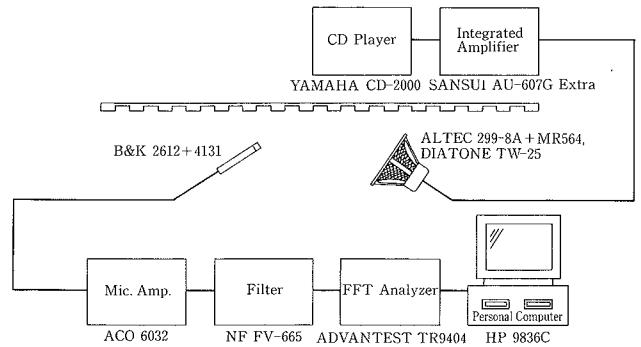 CD Player
Integrated
Amplifier
YAMAHA CD-2000 SANSUI AU-607G Extra
B&K 2612+4131
ALTEC 299-8A+MR564,
DIATONE TW-25
Mic. Amp.
Filter
FFT Analyzer
Personal Computer
ACO 6032
NF FV-665
ADVANTEST TR9404
HP 9836C